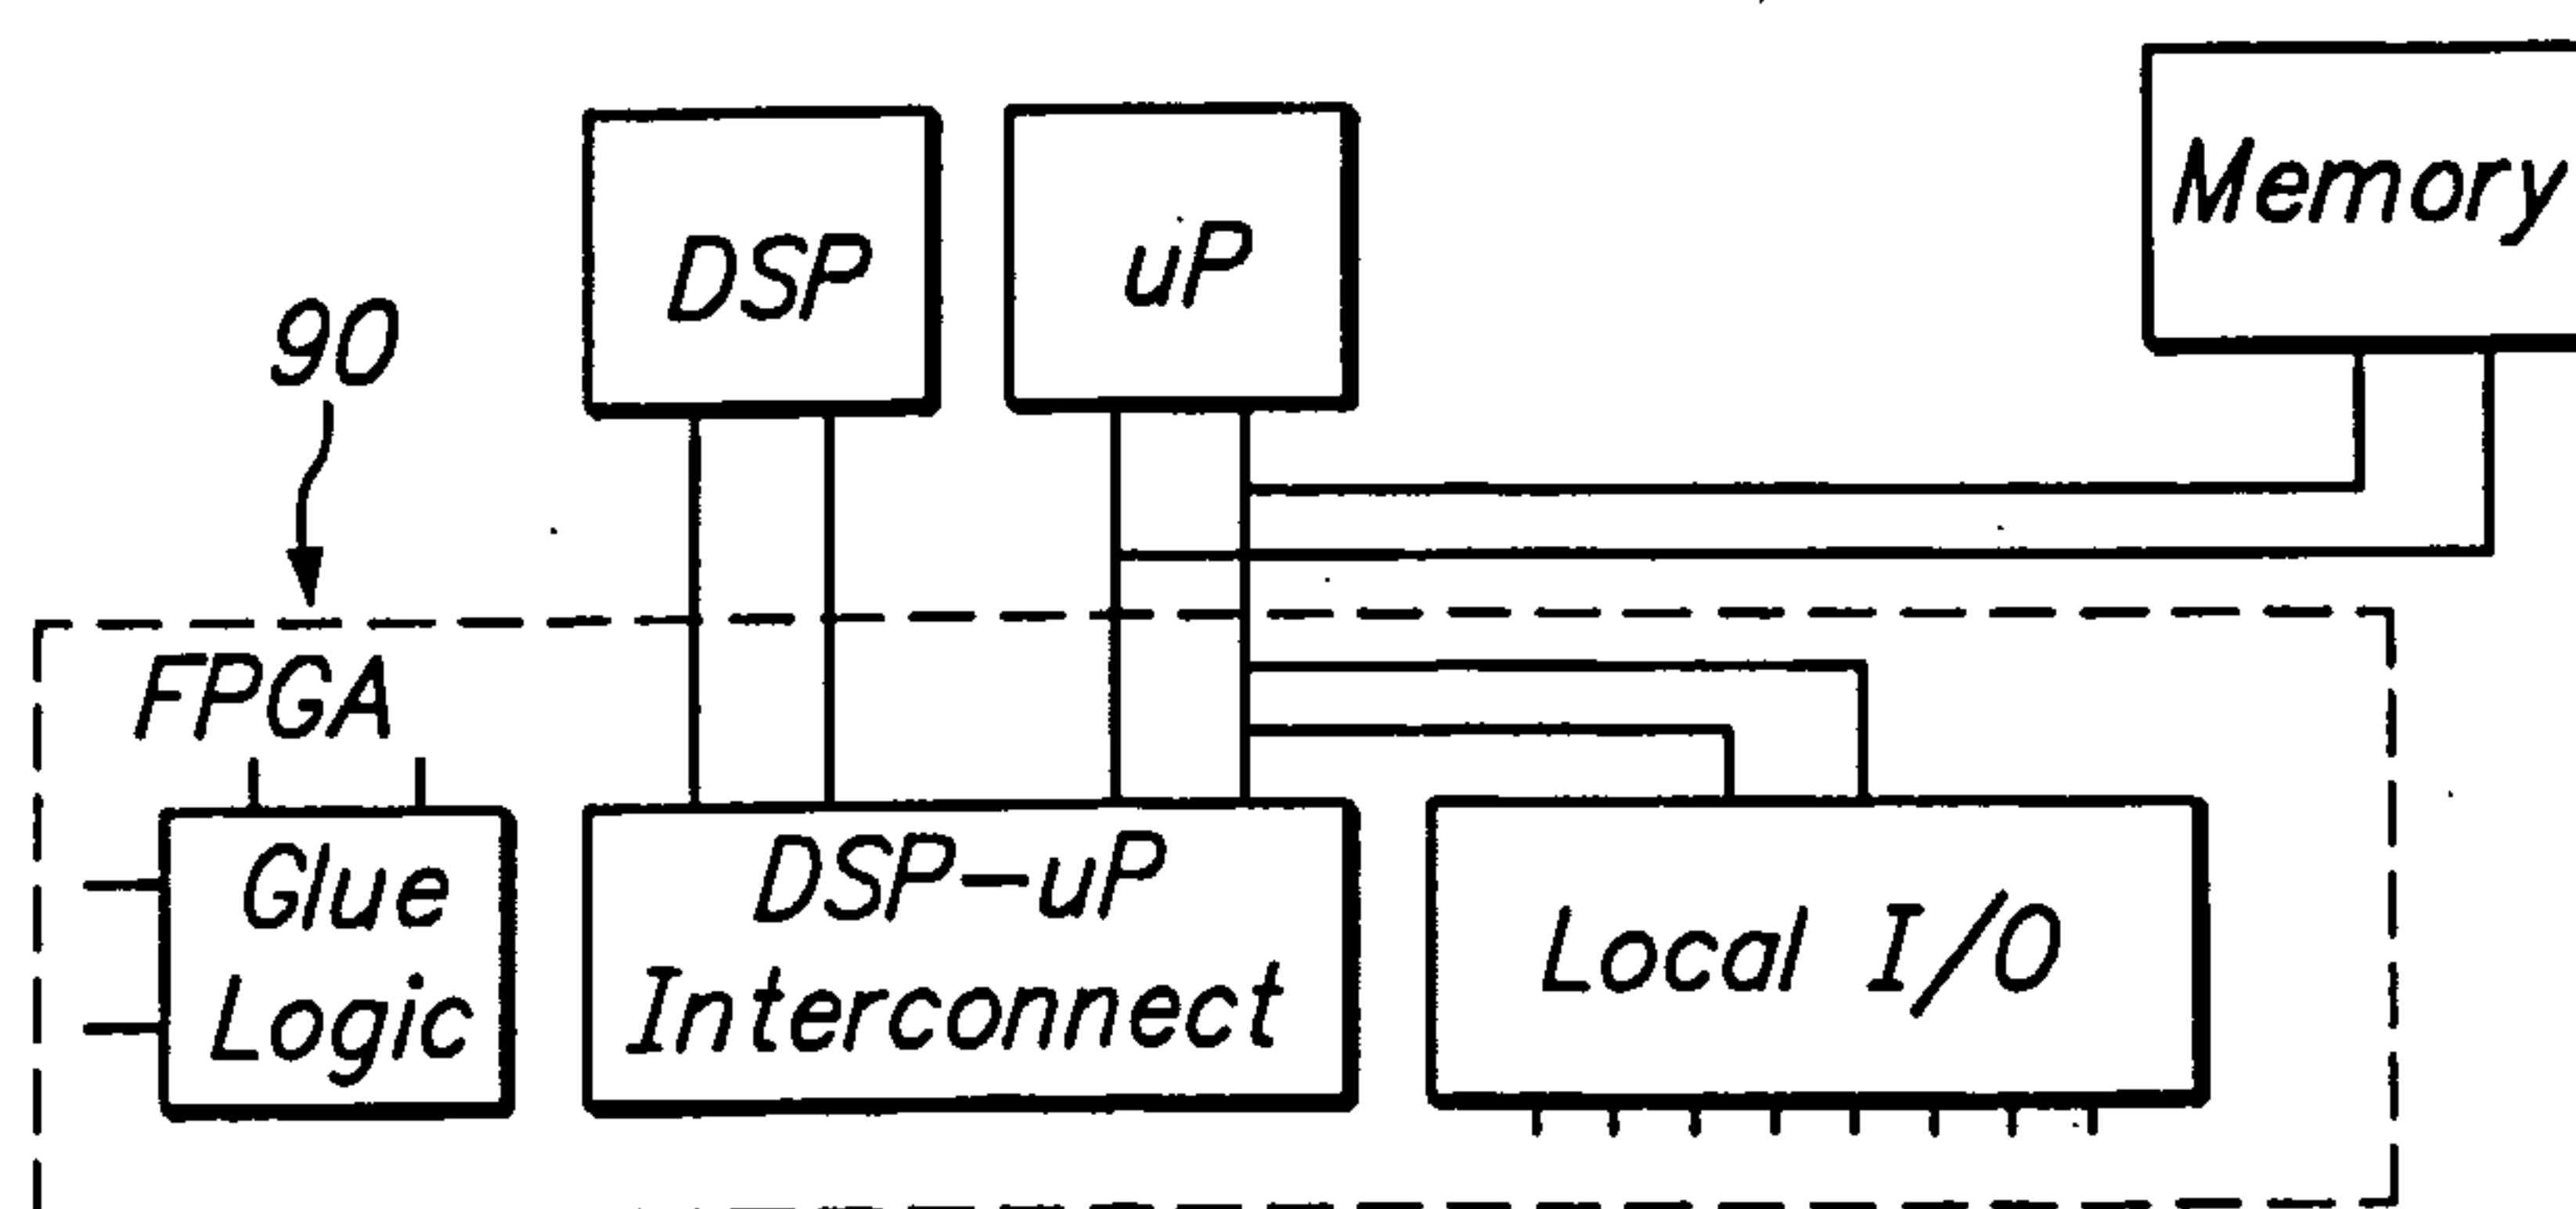 Memory
DSP
uP
90
FPGA
Glue
Logic
DSP-uP
Interconnect
Local I/O